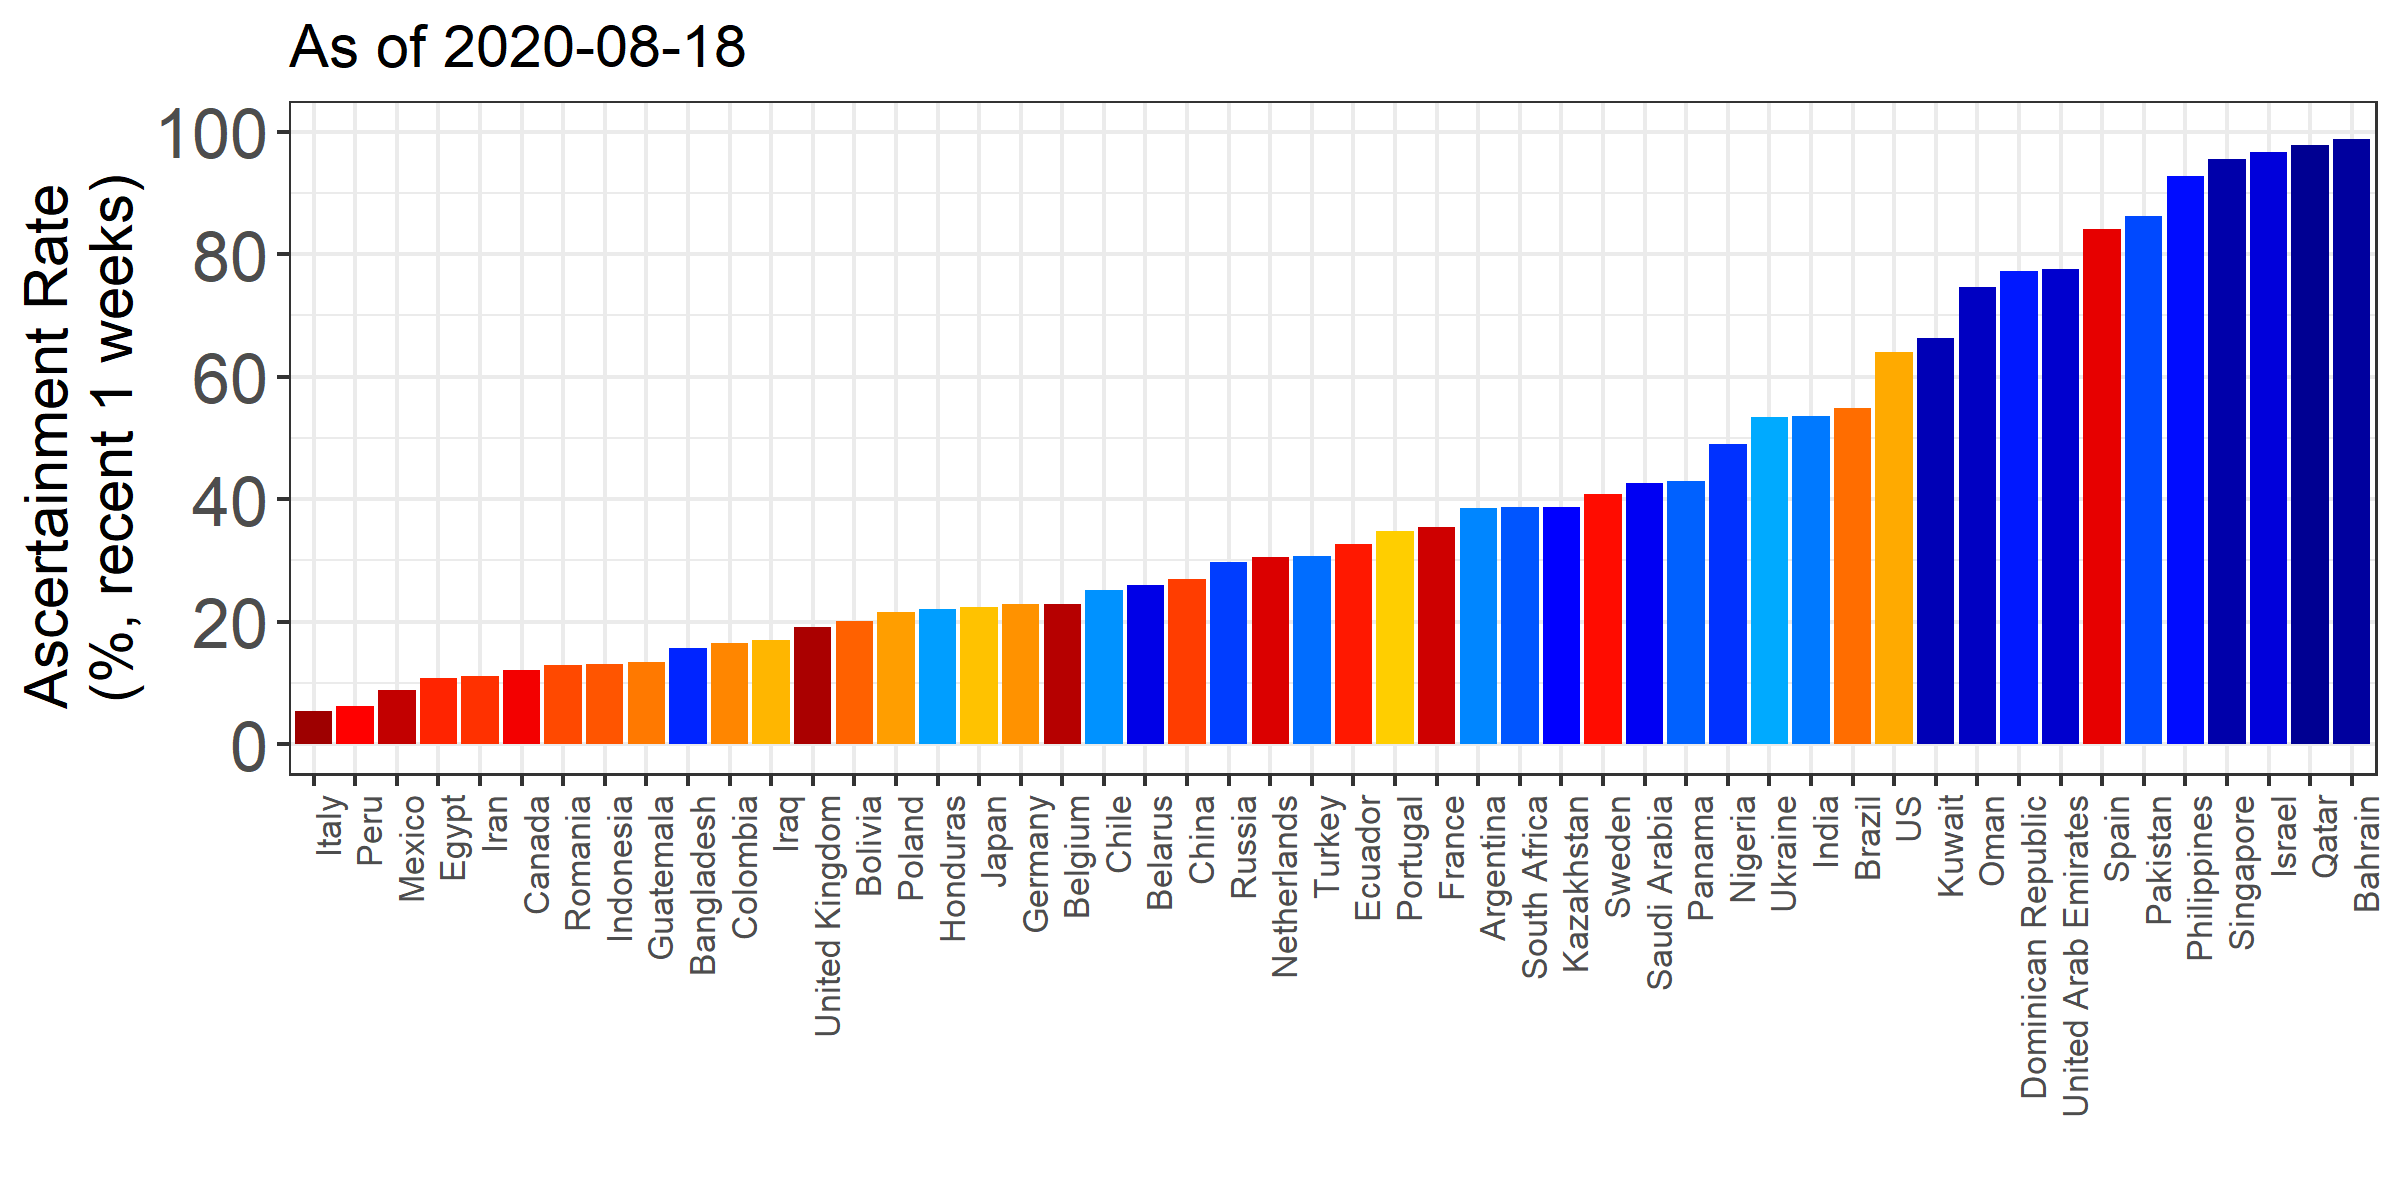 As of 2020-08-18
Ascertainment Rate
(%, recent 1 weeks)
100
80
60
40
20
0
Italy
Peru
Mexico
Egypt
Iran
Canada
Romania
Indonesia
Guatemala
Bangladesh
Colombia
Iraq
United Kingdom
Bolivia
Poland
Honduras
Japan
Germany
Belgium
Chile
Belarus
China
Russia
Netherlands
Turkey
Ecuador
Portugal
France
Argentina
South Africa
Kazakhstan
Sweden
Saudi Arabia
Panama
Nigeria
Ukraine
India
Brazil
US
Kuwait
Oman
Dominican Republic
United Arab Emirates
Spain
Pakistan
Philippines
Singapore
Israel
Qatar
Bahrain